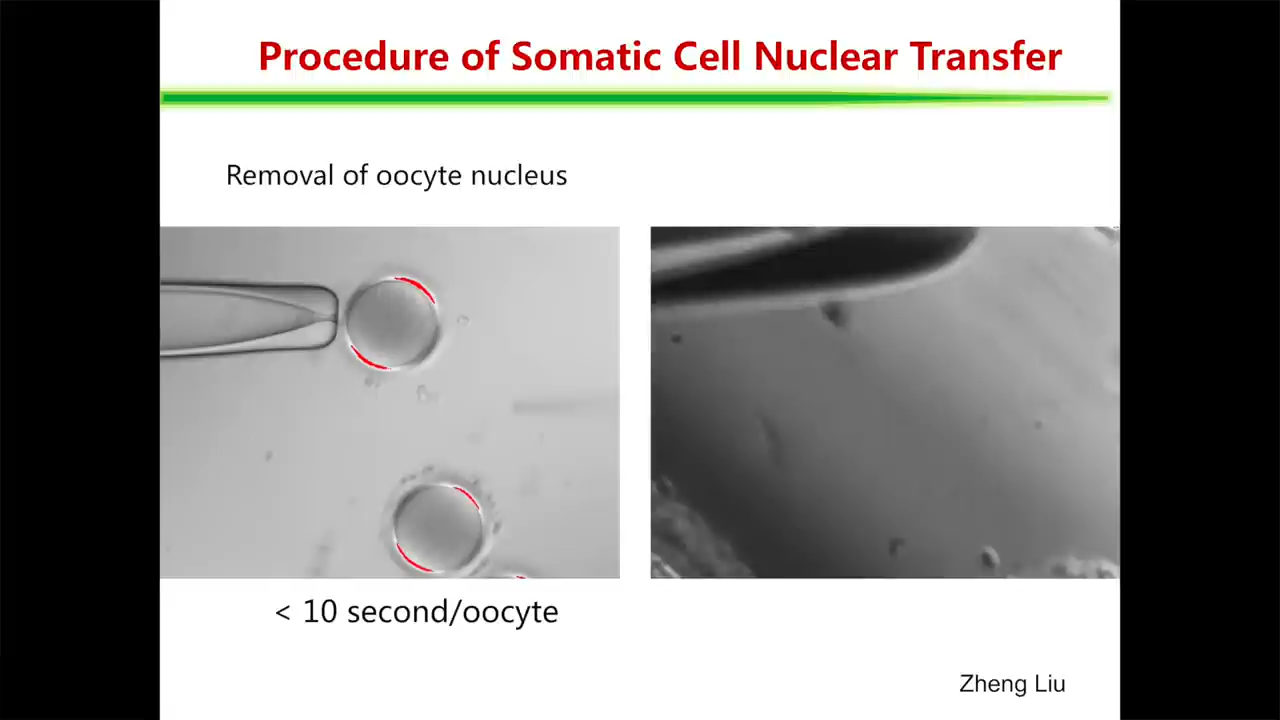 Procedure of Somatic Cell Nuclear Transfer
Removal of oocyte nucleus
< 10 second/oocyte
Zheng Liu